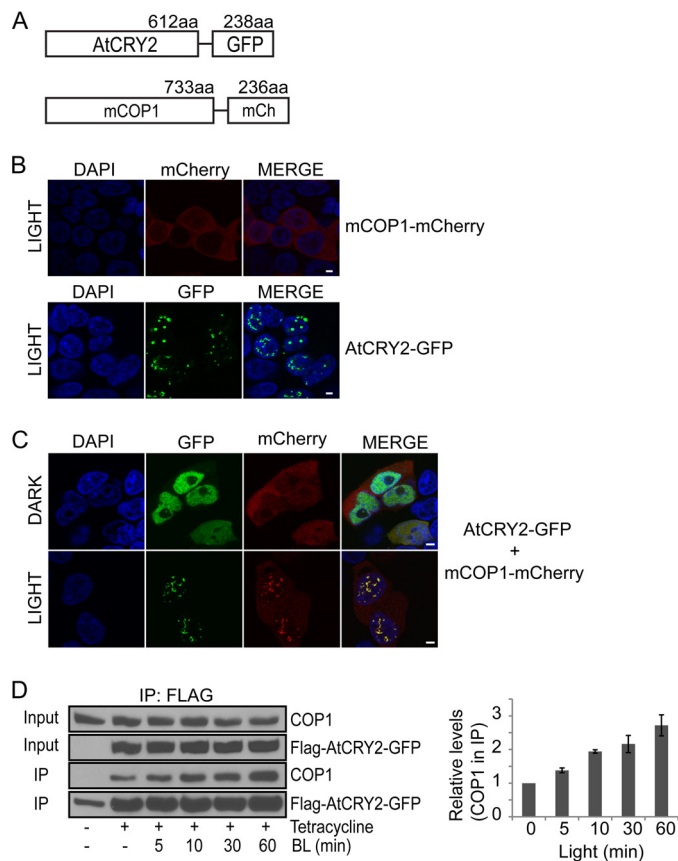 A
612aa 238aa
AtCRY2 GFP
733aa 236aa
mCOP1 mCh
B
DAPI mCherry MERGE
LIGHT
mCOP1-mCherry
DAPI GFP MERGE
LIGHT
AtCRY2-GFP
C
DAPI GFP mCherry MERGE
DARK
LIGHT
AtCRY2-GFP
+
mCOP1-mCherry
D
IP: FLAG
Input COP1
Input Flag-AtCRY2-GFP
IP COP1
IP Flag-AtCRY2-GFP
- + + + + + Tetracycline
- - 5 10 30 60 BL (min)
Relative levels
(COP1 in IP)
3
2
1
0
0 5 10 30 60
Light (min)